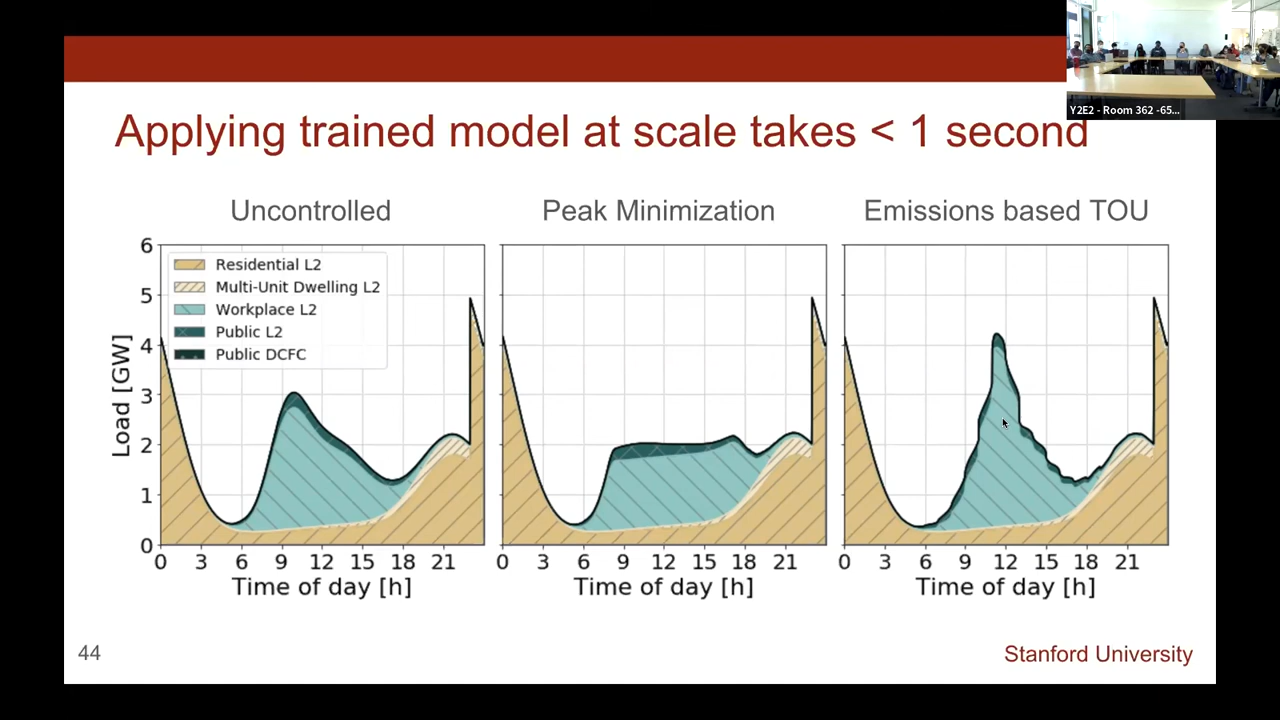 Y2E2 - Room 362 -65...
Applying trained model at scale takes < 1 second
Uncontrolled
Peak Minimization
Emissions based TOU
Load [GW]
6
5
4
3
2
1
0
Residential L2
Multi-Unit Dwelling L2
Workplace L2
Public L2
Public DCFC
0 3 6 9 12 15 18 21
0 3 6 9 12 15 18 21
0 3 6 9 12 15 18 21
Time of day [h]
Time of day [h]
Time of day [h]
44
Stanford University